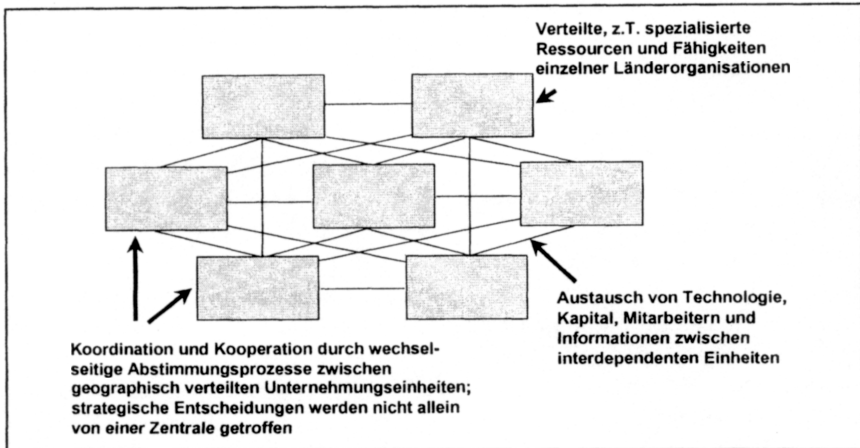 Verteilte, z.T. spezialisierte
Ressourcen und Fähigkeiten
einzelner Länderorganisationen
Austausch von Technologie,
Kapital, Mitarbeitern und
Informationen zwischen
interdependenten Einheiten
Koordination und Kooperation durch wechsel-
seitige Abstimmungsprozesse zwischen
geographisch verteilten Unternehmungseinheiten;
strategische Entscheidungen werden nicht allein
von einer Zentrale getroffen